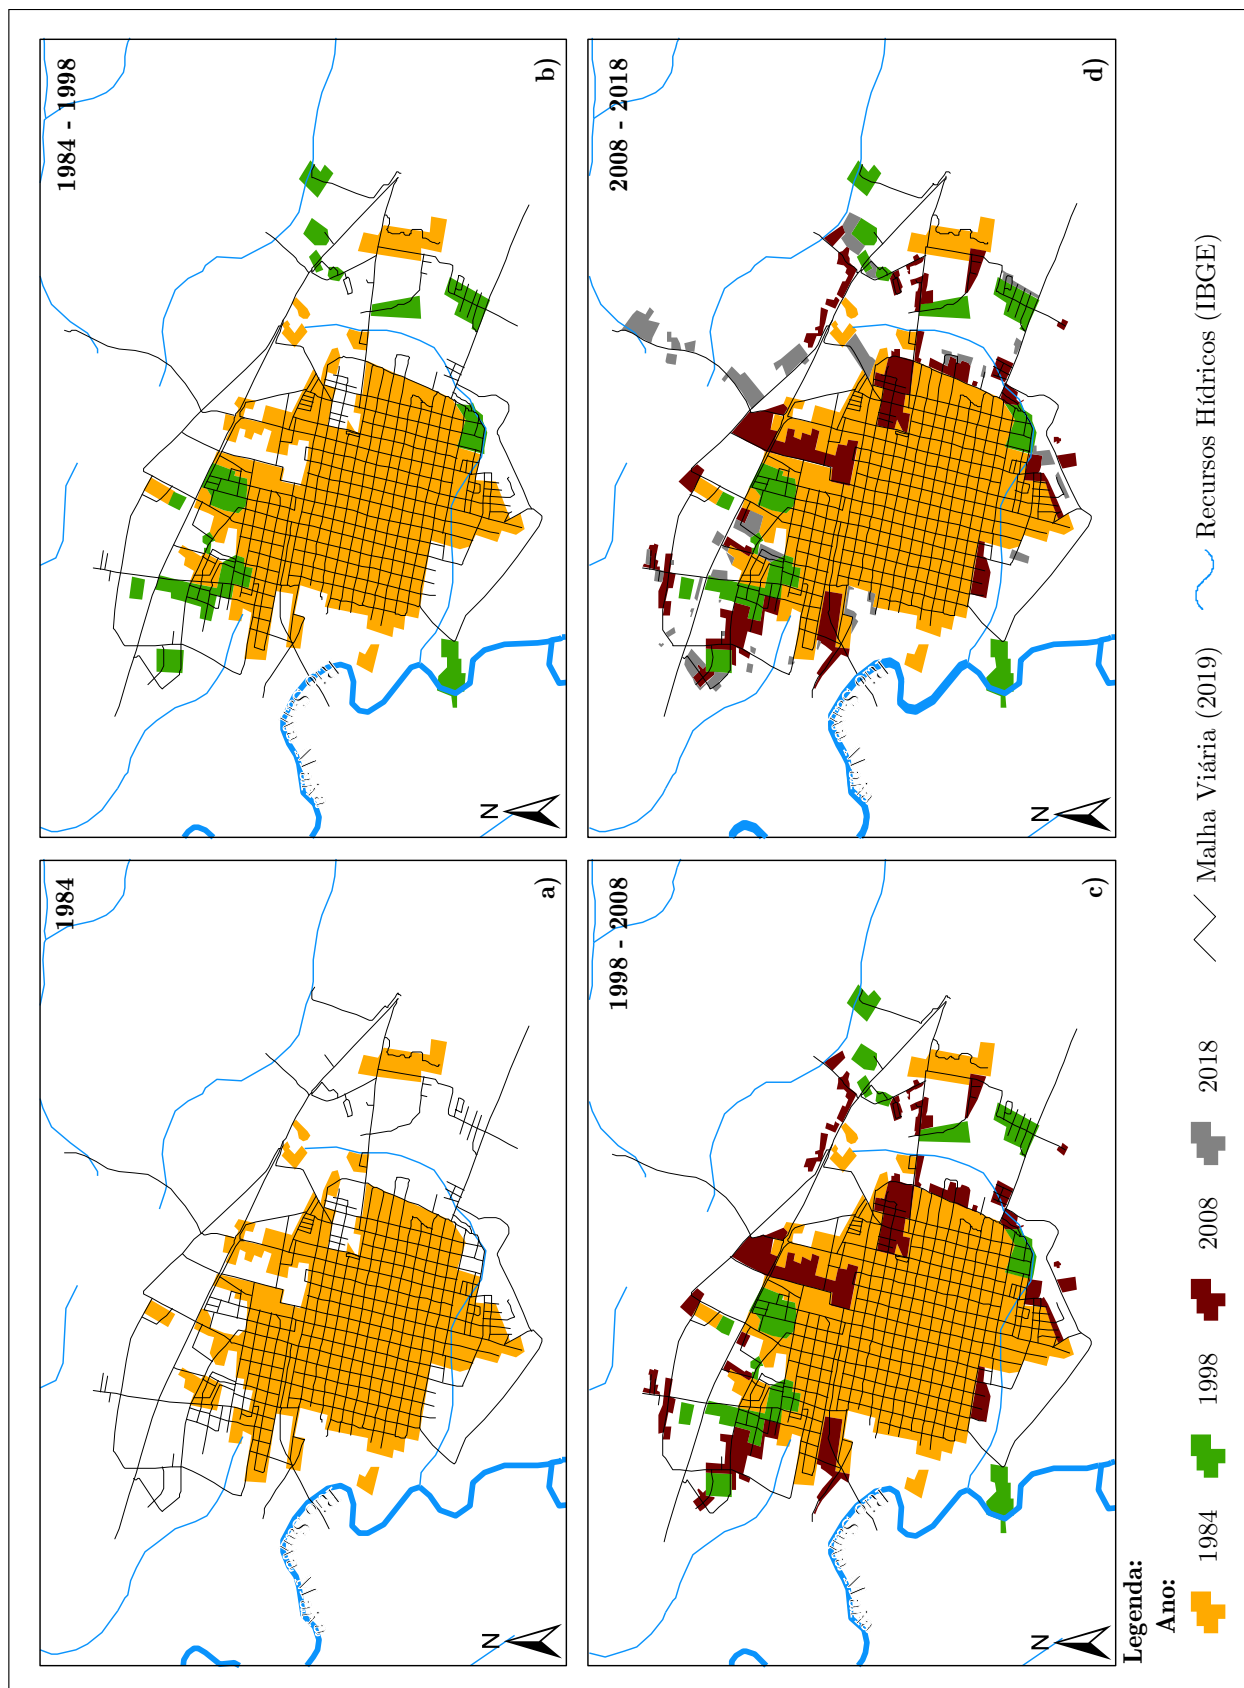 1984
a)
N
1984 - 1998
b)
N
1998 - 2008
c)
N
2008 - 2018
d)
N
Legenda:
Ano:
1984 1998 2008 2018 Malha Viária (2019) Recursos Hídricos (IBGE)